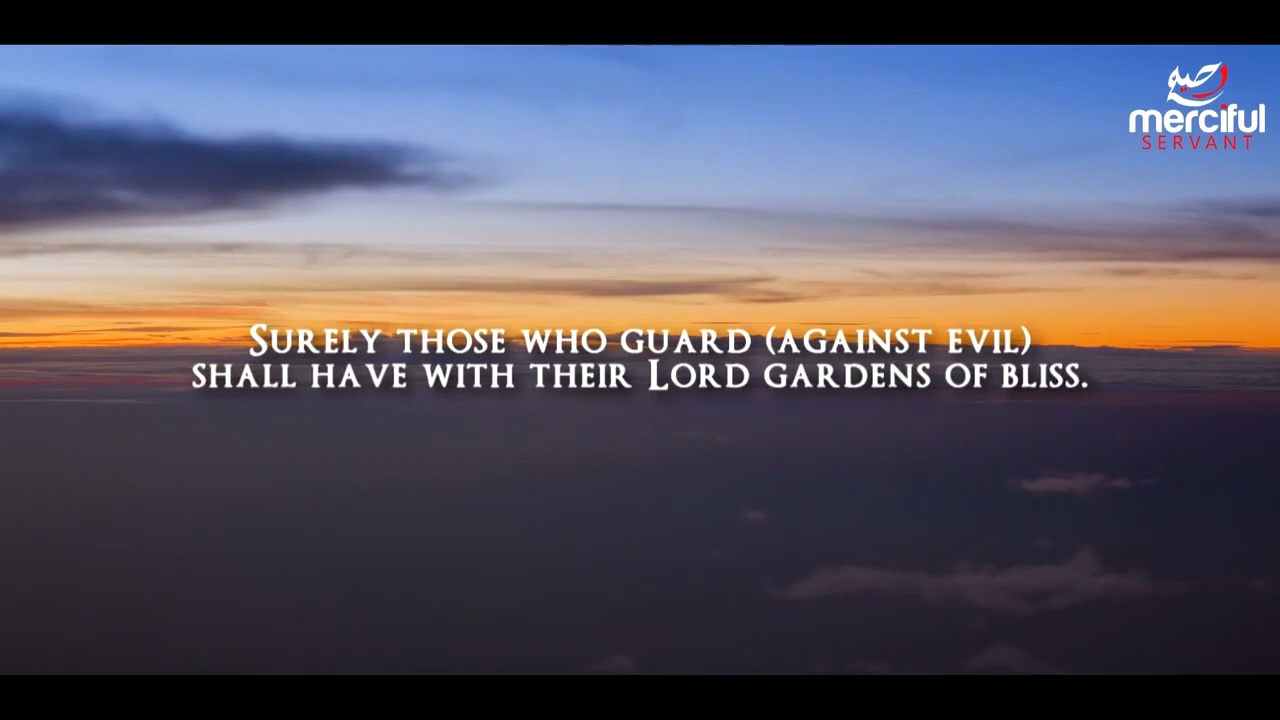 merciful
SERVANT
Surely those who guard (against evil)
shall have with their Lord gardens of bliss.